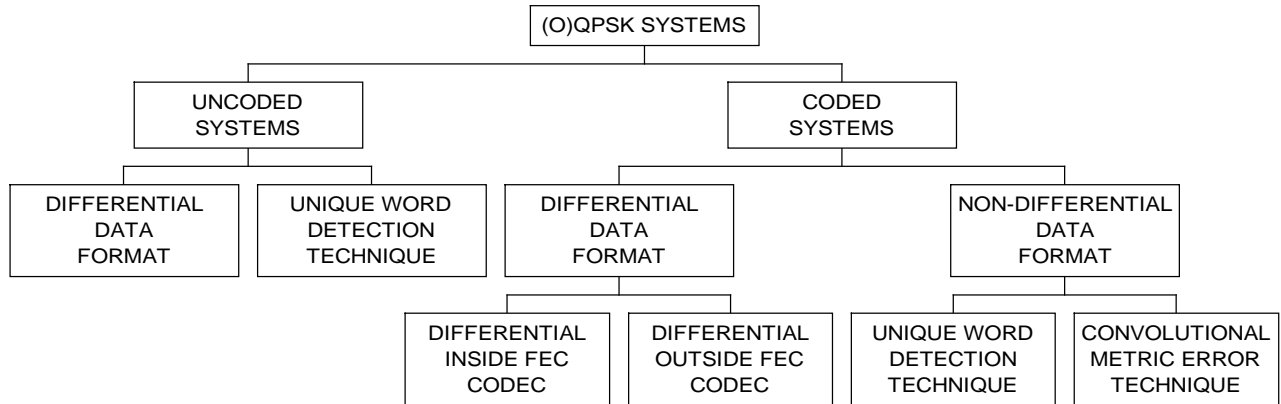 (O)QPSK SYSTEMS
UNCODED
SYSTEMS
CODED
SYSTEMS
DIFFERENTIAL
DATA
FORMAT
UNIQUE WORD
DETECTION
TECHNIQUE
DIFFERENTIAL
DATA
FORMAT
NON-DIFFERENTIAL
DATA
FORMAT
DIFFERENTIAL
INSIDE FEC
CODEC
DIFFERENTIAL
OUTSIDE FEC
CODEC
UNIQUE WORD
DETECTION
TECHNIQUE
CONVOLUTIONAL
METRIC ERROR
TECHNIQUE